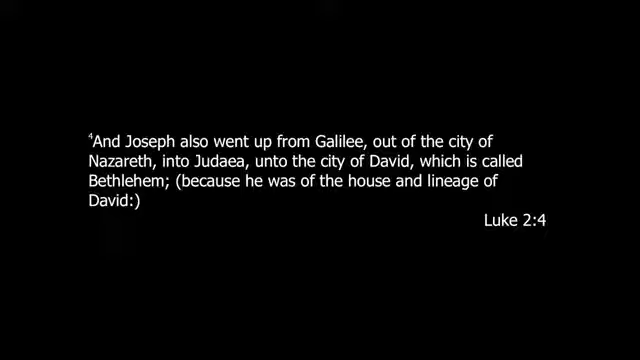 ⁴And Joseph also went up from Galilee, out of the city of
Nazareth, into Judaea, unto the city of David, which is called
Bethlehem; (because he was of the house and lineage of
David:)
Luke 2:4